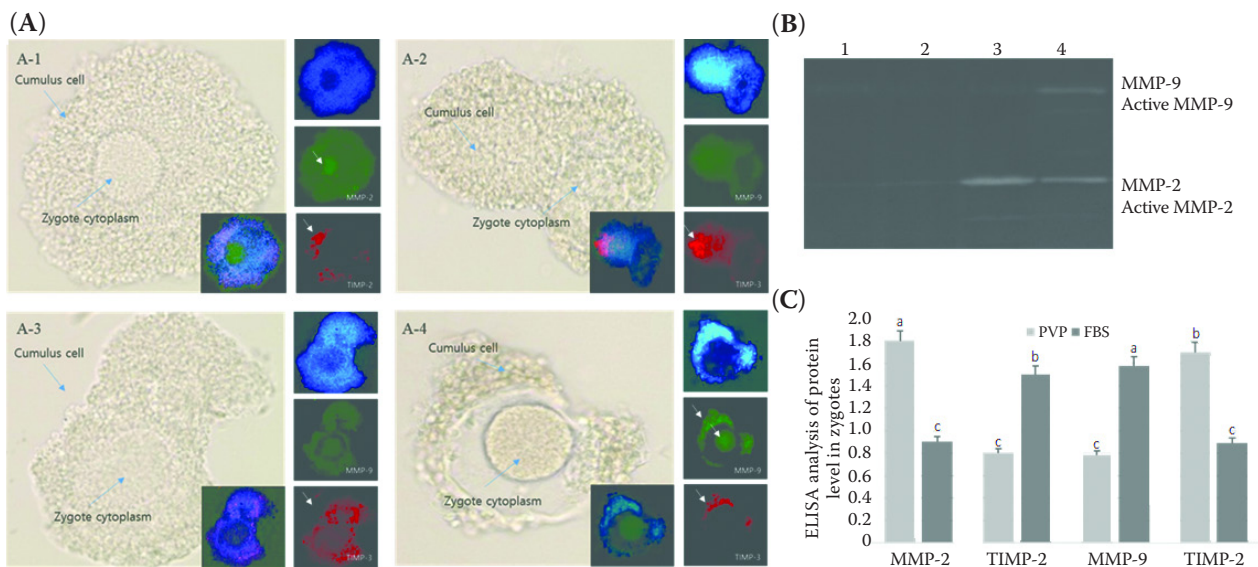 (A)
A-1
Cumulus cell
Zygote cytoplasm
MMP-2
TIMP-2
A-2
Cumulus cell
Zygote cytoplasm
MMP-9
TIMP-3
A-3
Cumulus cell
Zygote cytoplasm
MMP-9
TIMP-3
A-4
Cumulus cell
Zygote cytoplasm
MMP-9
TIMP-3
(B)
1 2 3 4
MMP-9
Active MMP-9
MMP-2
Active MMP-2
(C)
ELISA analysis of protein
level in zygotes
2.0
1.8
1.6
1.4
1.2
1.0
0.8
0.6
0.4
0.2
0
PVP FBS
a c c b c a b c
MMP-2 TIMP-2 MMP-9 TIMP-2